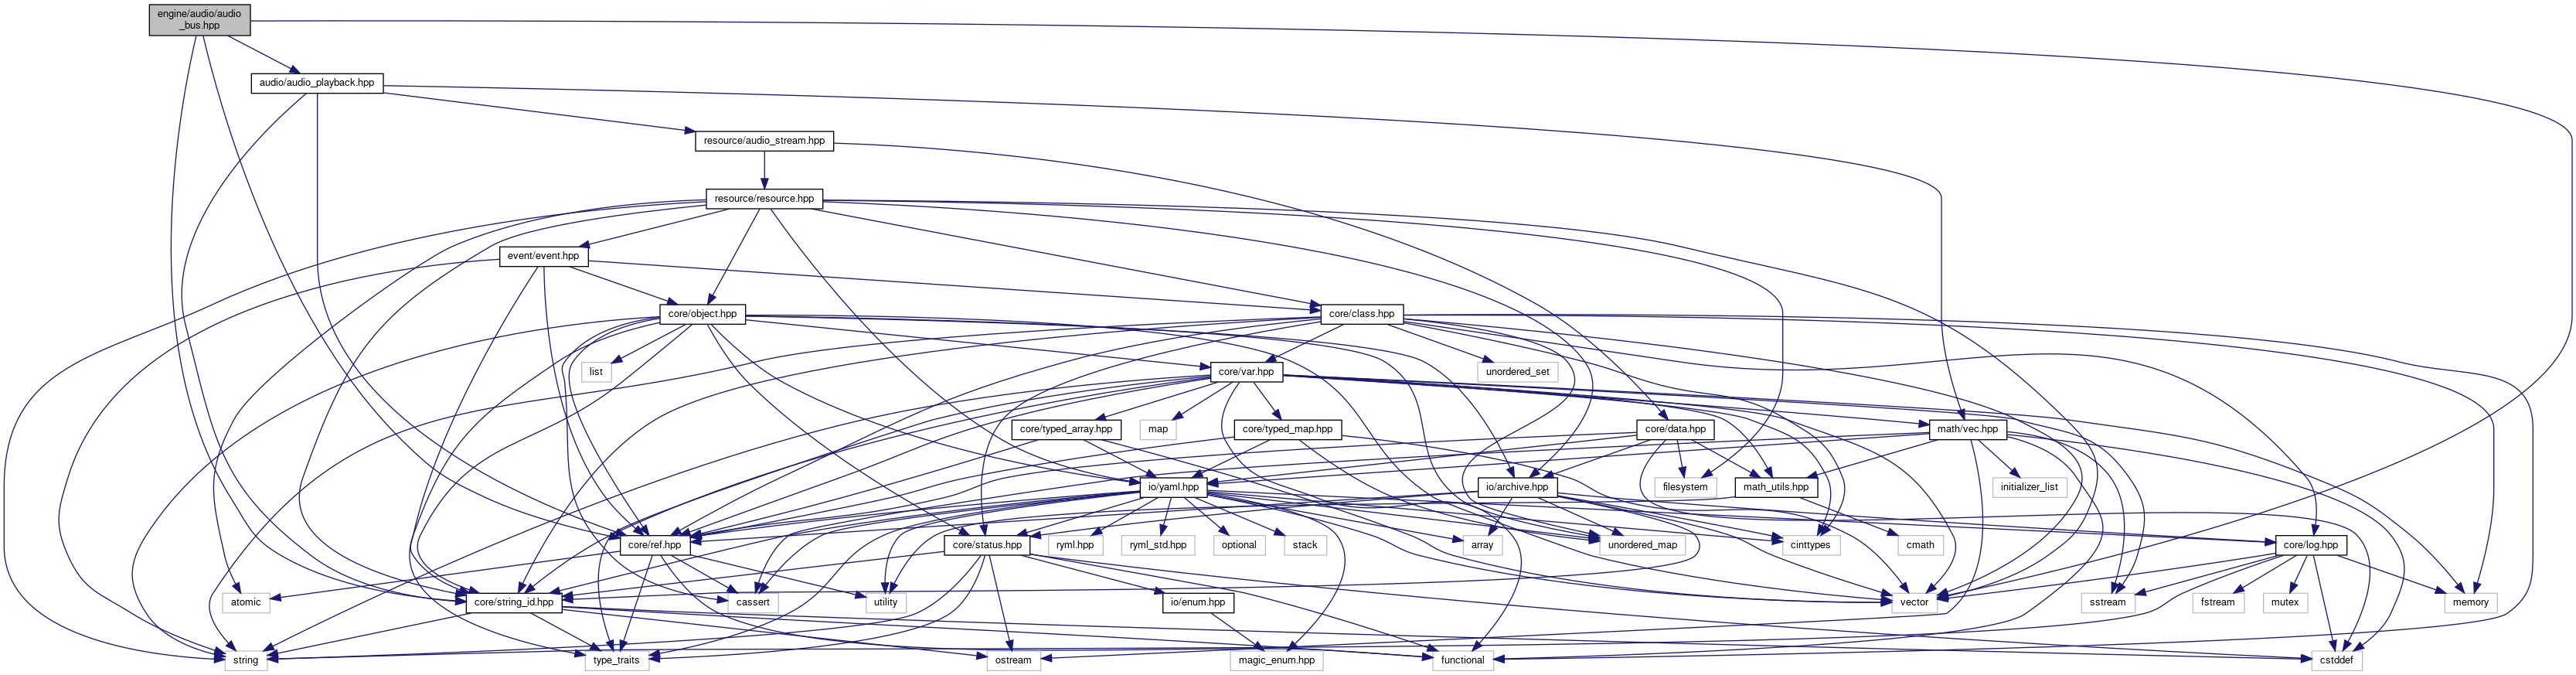 engine/audio/audio
_bus.hpp
audio/audio_playback.hpp
resource/audio_stream.hpp
resource/resource.hpp
event/event.hpp
core/object.hpp
core/class.hpp
list
core/var.hpp
unordered_set
core/typed_array.hpp
map
core/typed_map.hpp
core/data.hpp
math/vec.hpp
io/yaml.hpp
io/archive.hpp
filesystem
math_utils.hpp
initializer_list
core/ref.hpp
core/status.hpp
ryml.hpp
ryml_std.hpp
optional
stack
array
unordered_map
cinttypes
cmath
core/log.hpp
atomic
core/string_id.hpp
cassert
utility
io/enum.hpp
vector
sstream
fstream
mutex
memory
string
type_traits
ostream
magic_enum.hpp
functional
cstddef